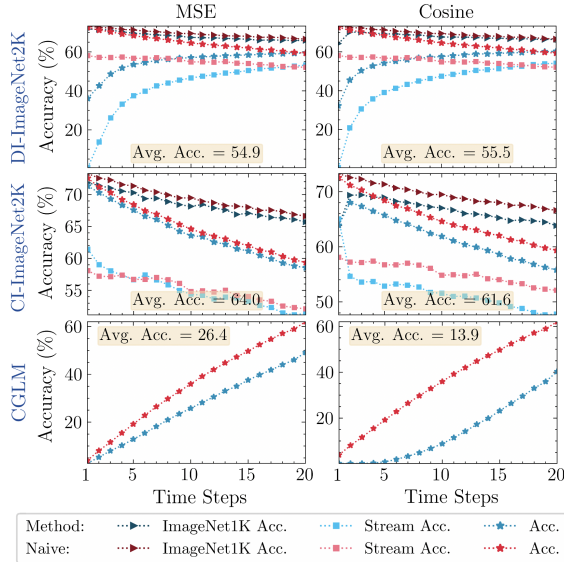 MSE Cosine
DI-ImageNet2K
Accuracy (%)
60
40
20
Avg. Acc. = 54.9
60
40
20
Avg. Acc. = 55.5
CI-ImageNet2K
Accuracy (%)
70
65
60
55
Avg. Acc. = 64.0
70
60
50
Avg. Acc. = 61.6
CGLM
Accuracy (%)
60
40
20
Avg. Acc. = 26.4
1 5 10 15 20
Time Steps
60
40
20
Avg. Acc. = 13.9
1 5 10 15 20
Time Steps
Method: ImageNet1K Acc. Stream Acc. Acc.
Naive: ImageNet1K Acc. Stream Acc. Acc.